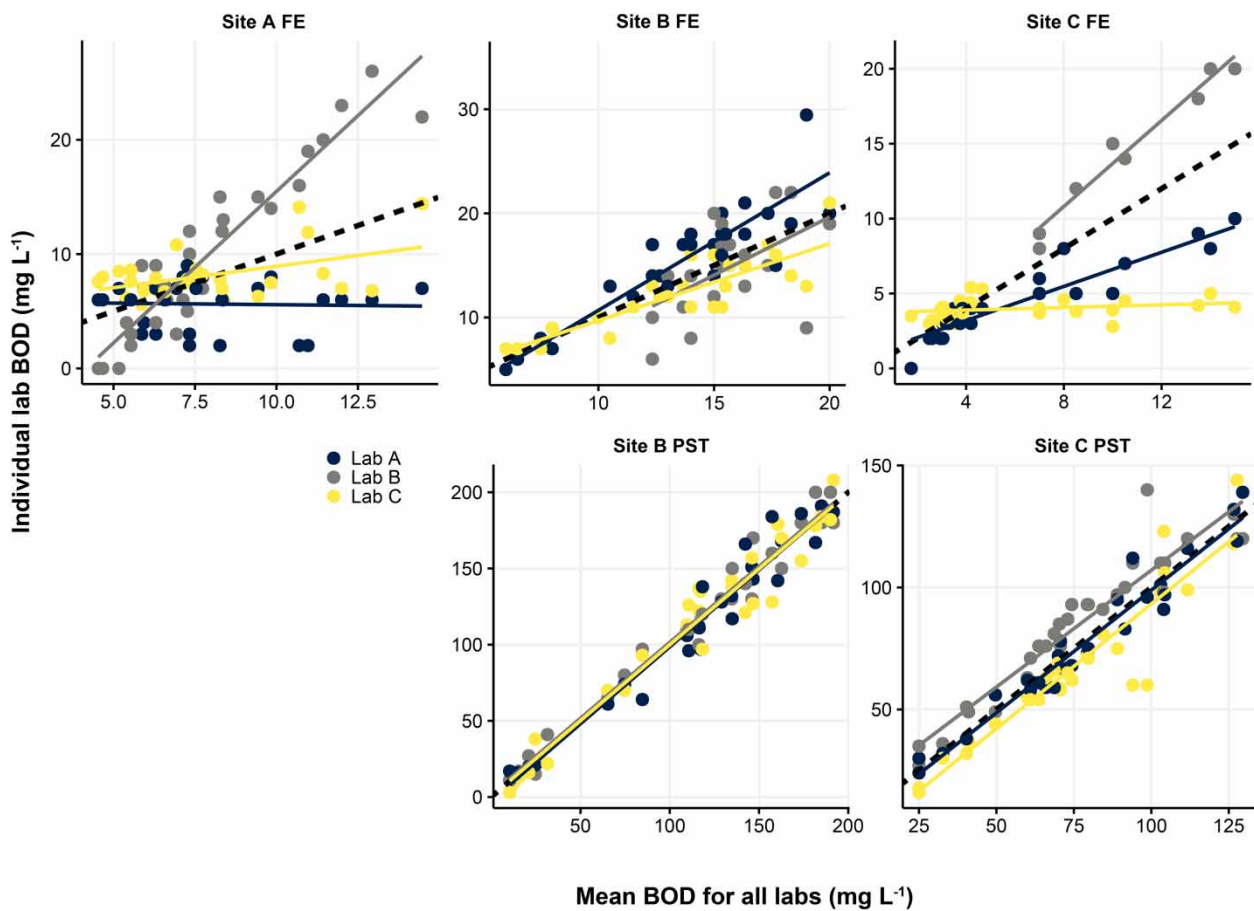 Site A FE
Site B FE
Site C FE
20
10
0
5.0 7.5 10.0 12.5
30
20
10
10 15 20
20
15
10
5
0
4 8 12
Individual lab BOD (mg L⁻¹)
Lab A
Lab B
Lab C
Site B PST
Site C PST
200
150
100
50
0
50 100 150 200
150
100
50
25 50 75 100 125
Mean BOD for all labs (mg L⁻¹)